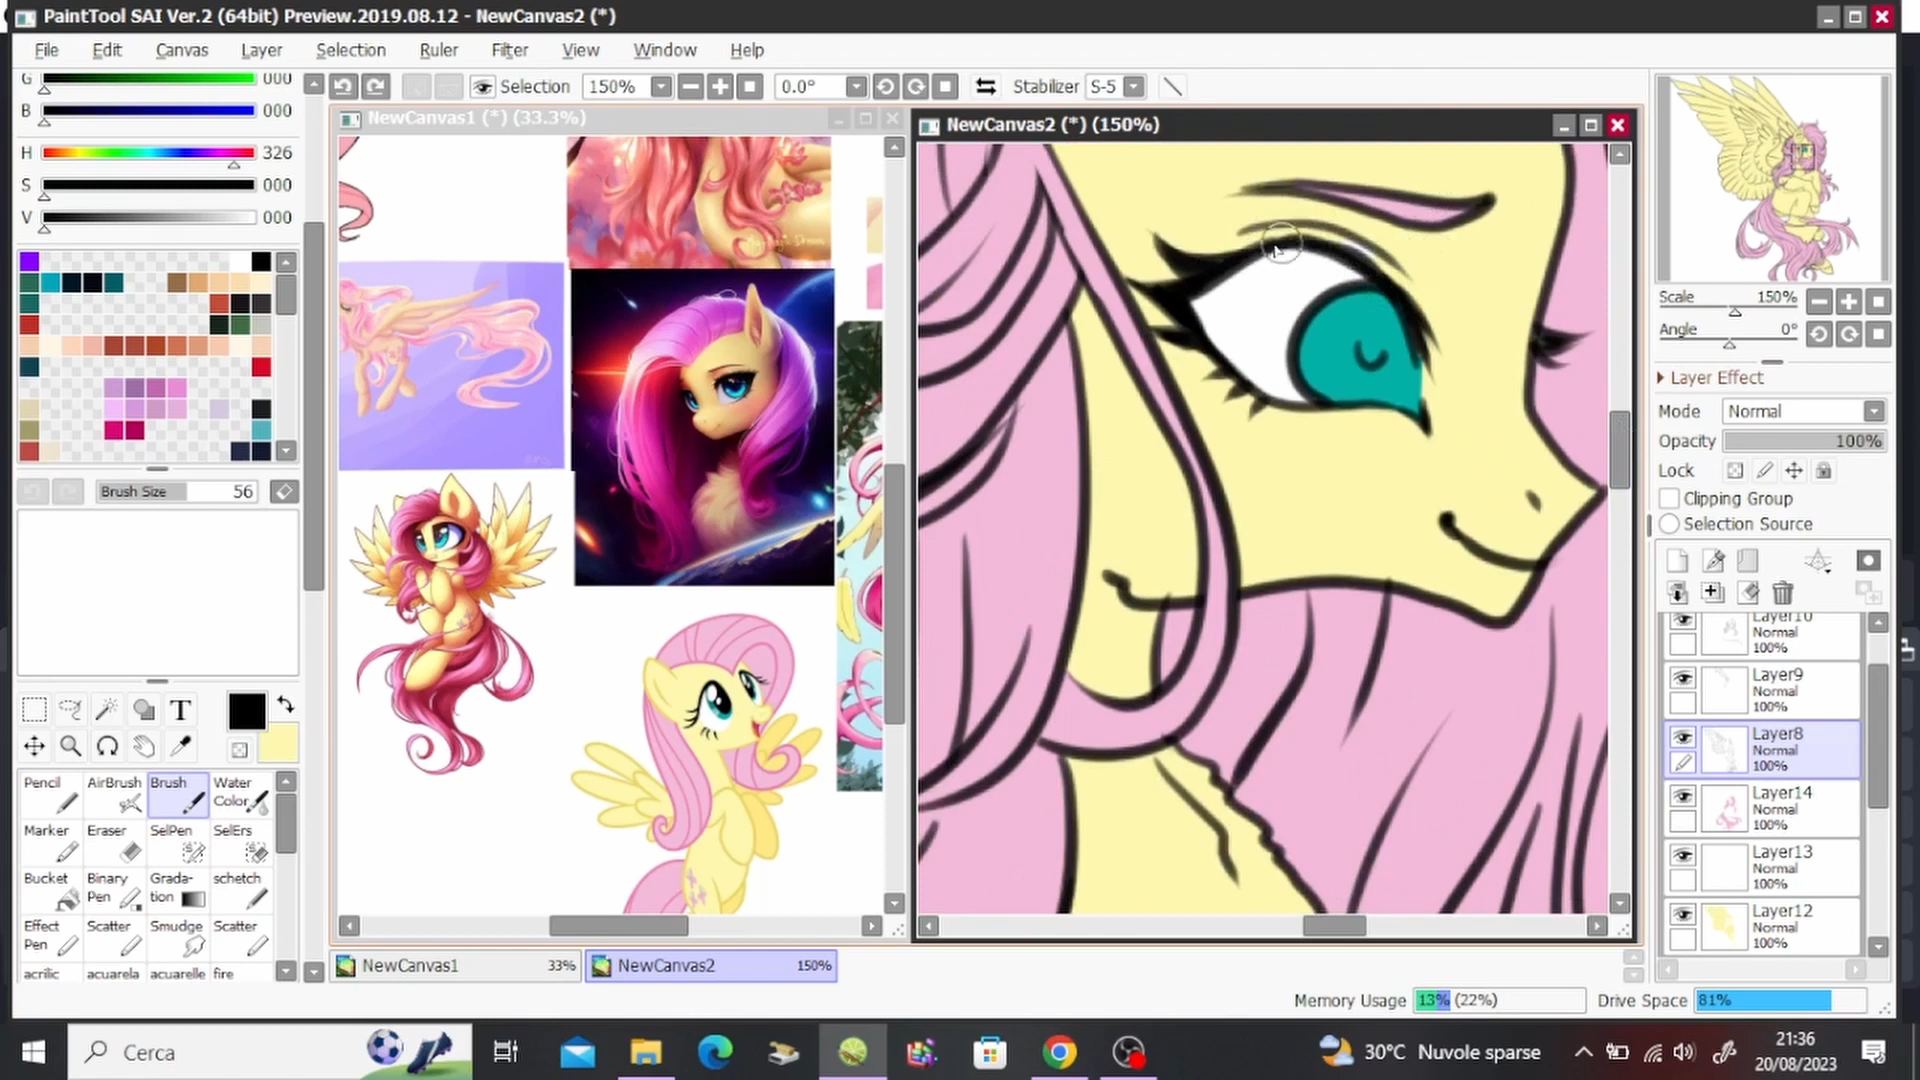 PaintTool SAI Ver.2 (64bit) Preview.2019.08.12 - NewCanvas2 (*)
File Edit Canvas Layer Selection Ruler Filter View Window Help
G 000
B 000
H 326
S 000
V 000
Selection 150% 0.0° Stabilizer S-5
NewCanvas1 (*) (33.3%)
NewCanvas2 (*) (150%)
Brush Size 56
T
Pencil AirBrush Brush Water Color
Marker Eraser SelPen SelErs
Bucket Binary Pen Gradation schetch
Effect Pen Scatter Smudge Scatter
acrilic acuarela acuarelle fire
NewCanvas1 33%
NewCanvas2 150%
Scale 150%
Angle 0°
Layer Effect
Mode Normal
Opacity 100%
Lock
Clipping Group
Selection Source
Layer10
Normal
100%
Layer9
Normal
100%
Layer8
Normal
100%
Layer14
Normal
100%
Layer13
Normal
100%
Layer12
Normal
100%
Memory Usage 13% (22%) Drive Space 81%
Cerca
30°C Nuvole sparse
21:36
20/08/2023